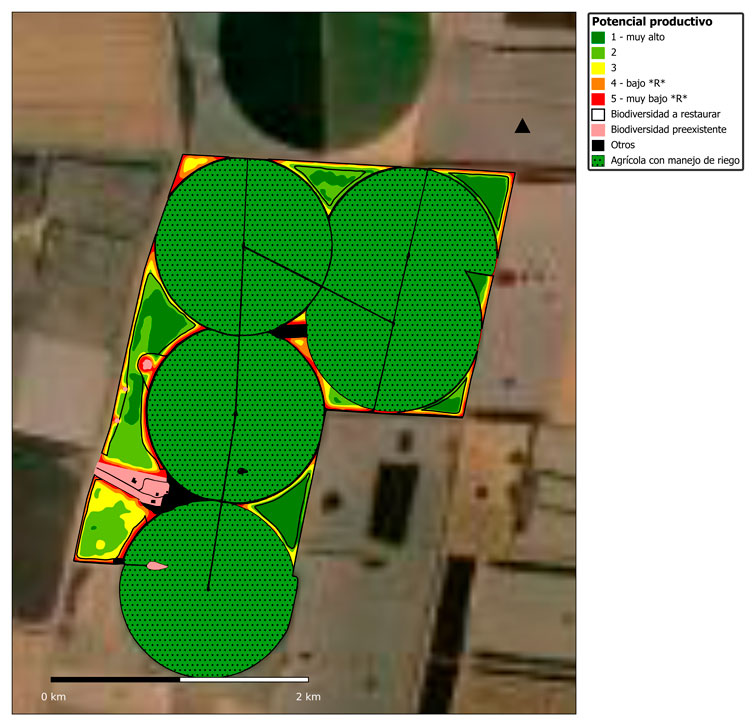 Potencial productivo
1 - muy alto
2
3
4 - bajo *R*
5 - muy bajo *R*
Biodiversidad a restaurar
Biodiversidad preexistente
Otros
Agrícola con manejo de riego
0 km
2 km